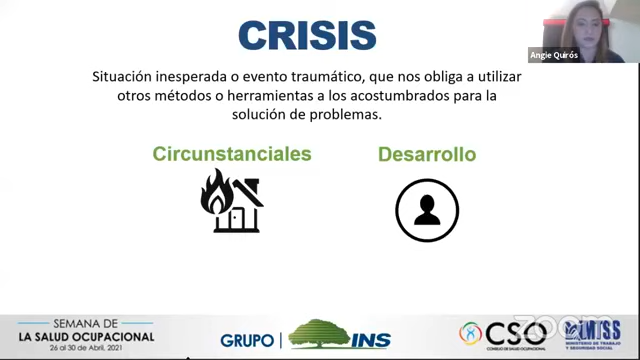 CRISIS
Angie Quirós
Situación inesperada o evento traumático, que nos obliga a utilizar
otros métodos o herramientas a los acostumbrados para la
solución de problemas.
Circunstanciales
Desarrollo
SEMANA DE
LA SALUD OCUPACIONAL
26 al 30 de Abril, 2021
GRUPO INS
CSO
CONSEJO DE SALUD OCUPACIONAL
MTSS
MINISTERIO DE TRABAJO
Y SEGURIDAD SOCIAL
zoom